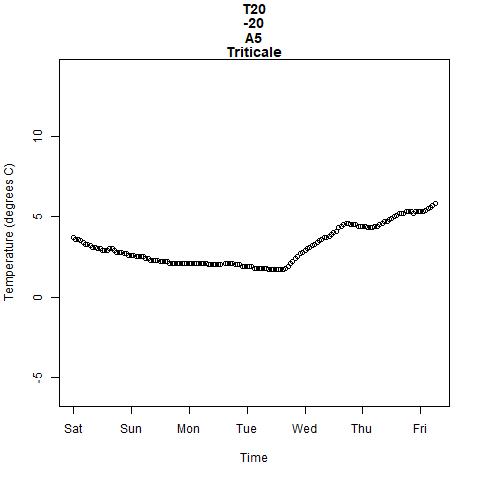 T20
-20
A5
Triticale
Temperature (degrees C)
10
5
0
-5
Sat Sun Mon Tue Wed Thu Fri
Time